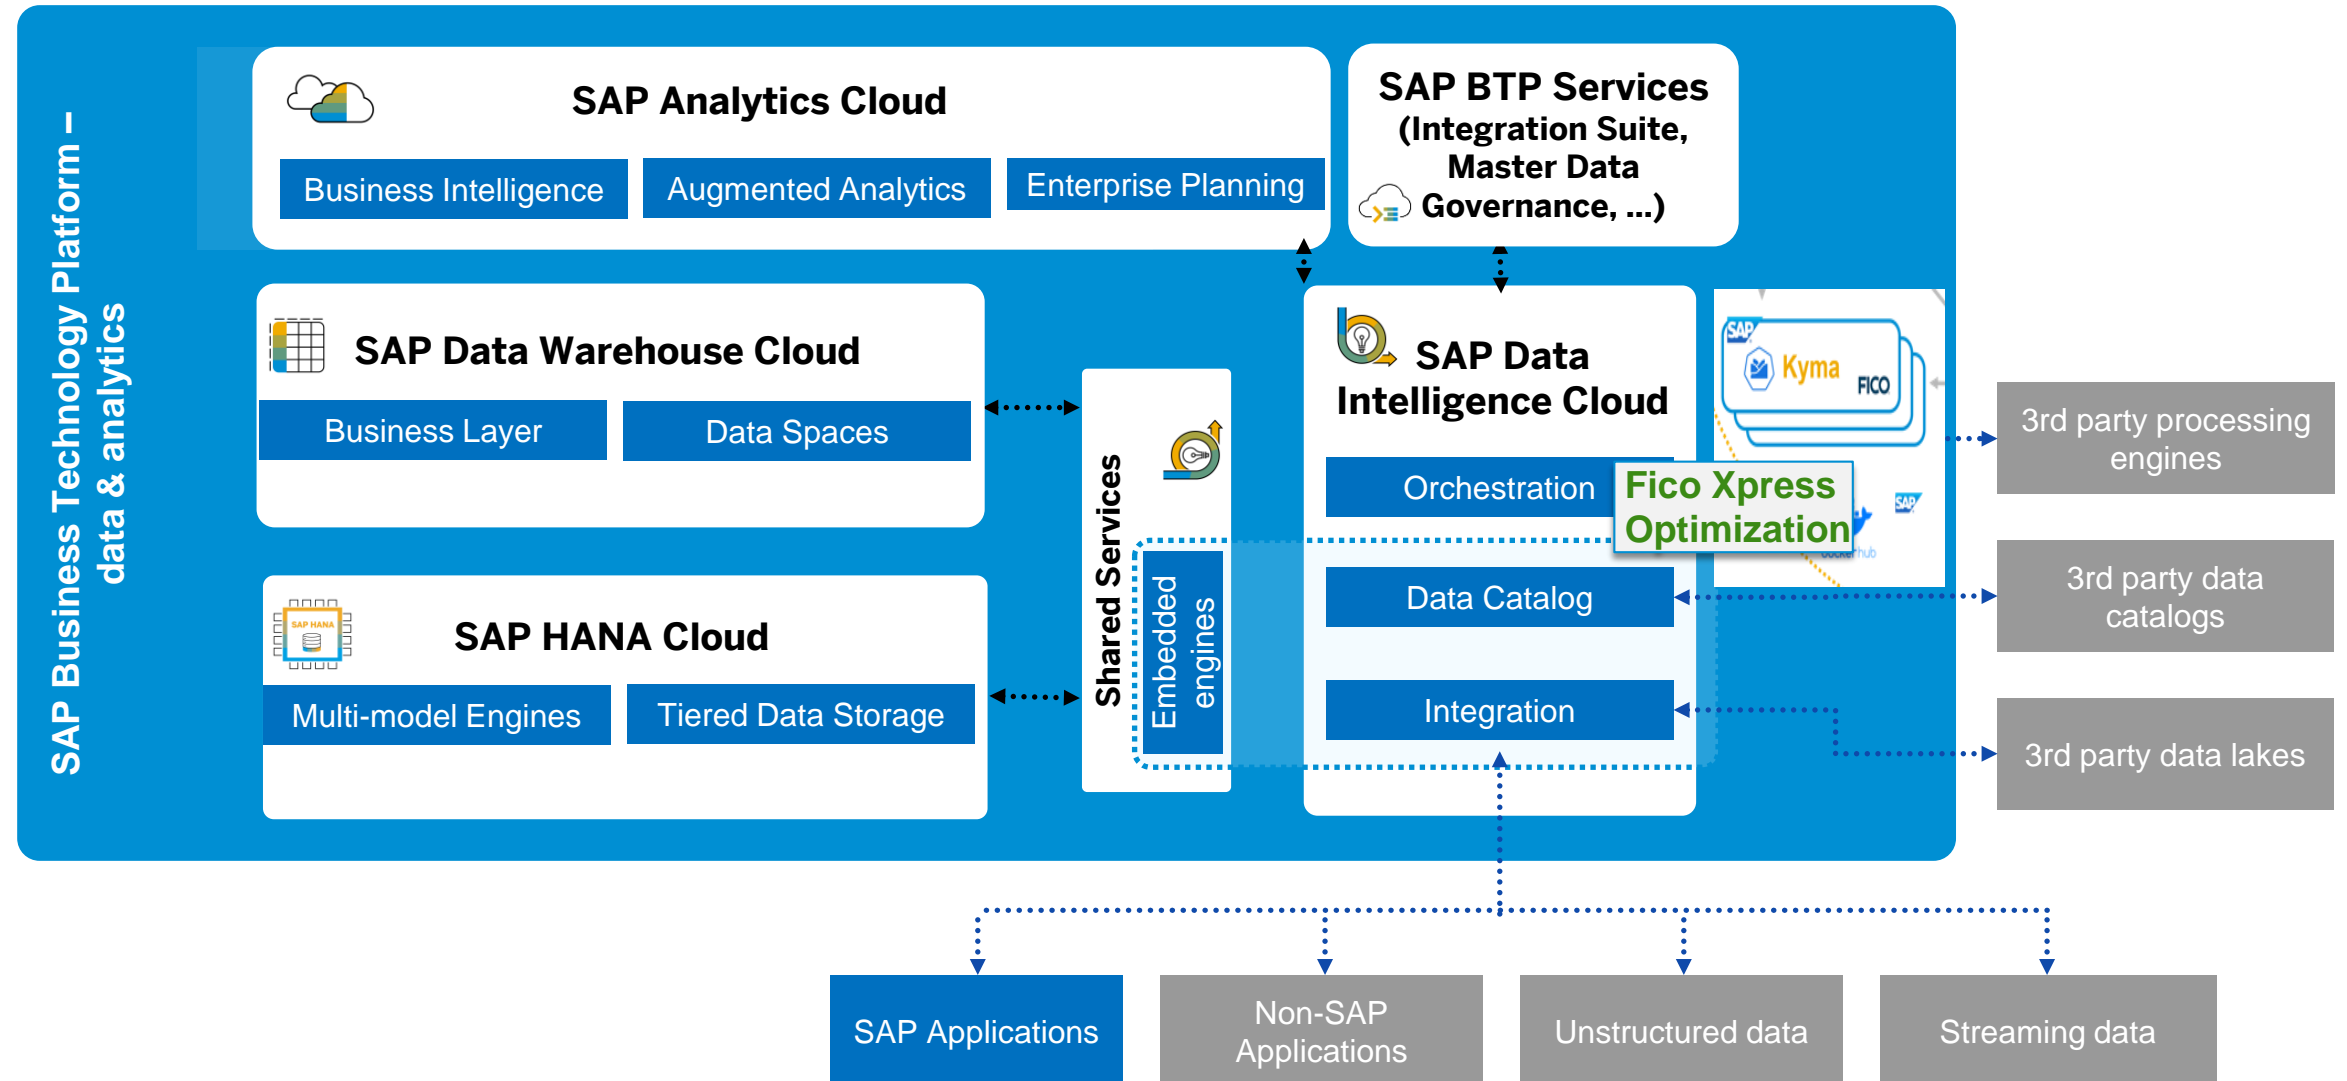 SAP Business Technology Platform –
data & analytics
SAP Analytics Cloud
Business Intelligence
Augmented Analytics
Enterprise Planning
SAP BTP Services
(Integration Suite,
Master Data
Governance, ...)
SAP Data Warehouse Cloud
Business Layer
Data Spaces
SAP HANA
SAP HANA Cloud
Multi-model Engines
Tiered Data Storage
Shared Services
Embedded
engines
SAP Data
Intelligence Cloud
Orchestration
Data Catalog
Integration
SAP
Kyma
FICO
Fico Xpress
Optimization
SAP
docker hub
3rd party processing
engines
3rd party data
catalogs
3rd party data lakes
SAP Applications
Non-SAP
Applications
Unstructured data
Streaming data